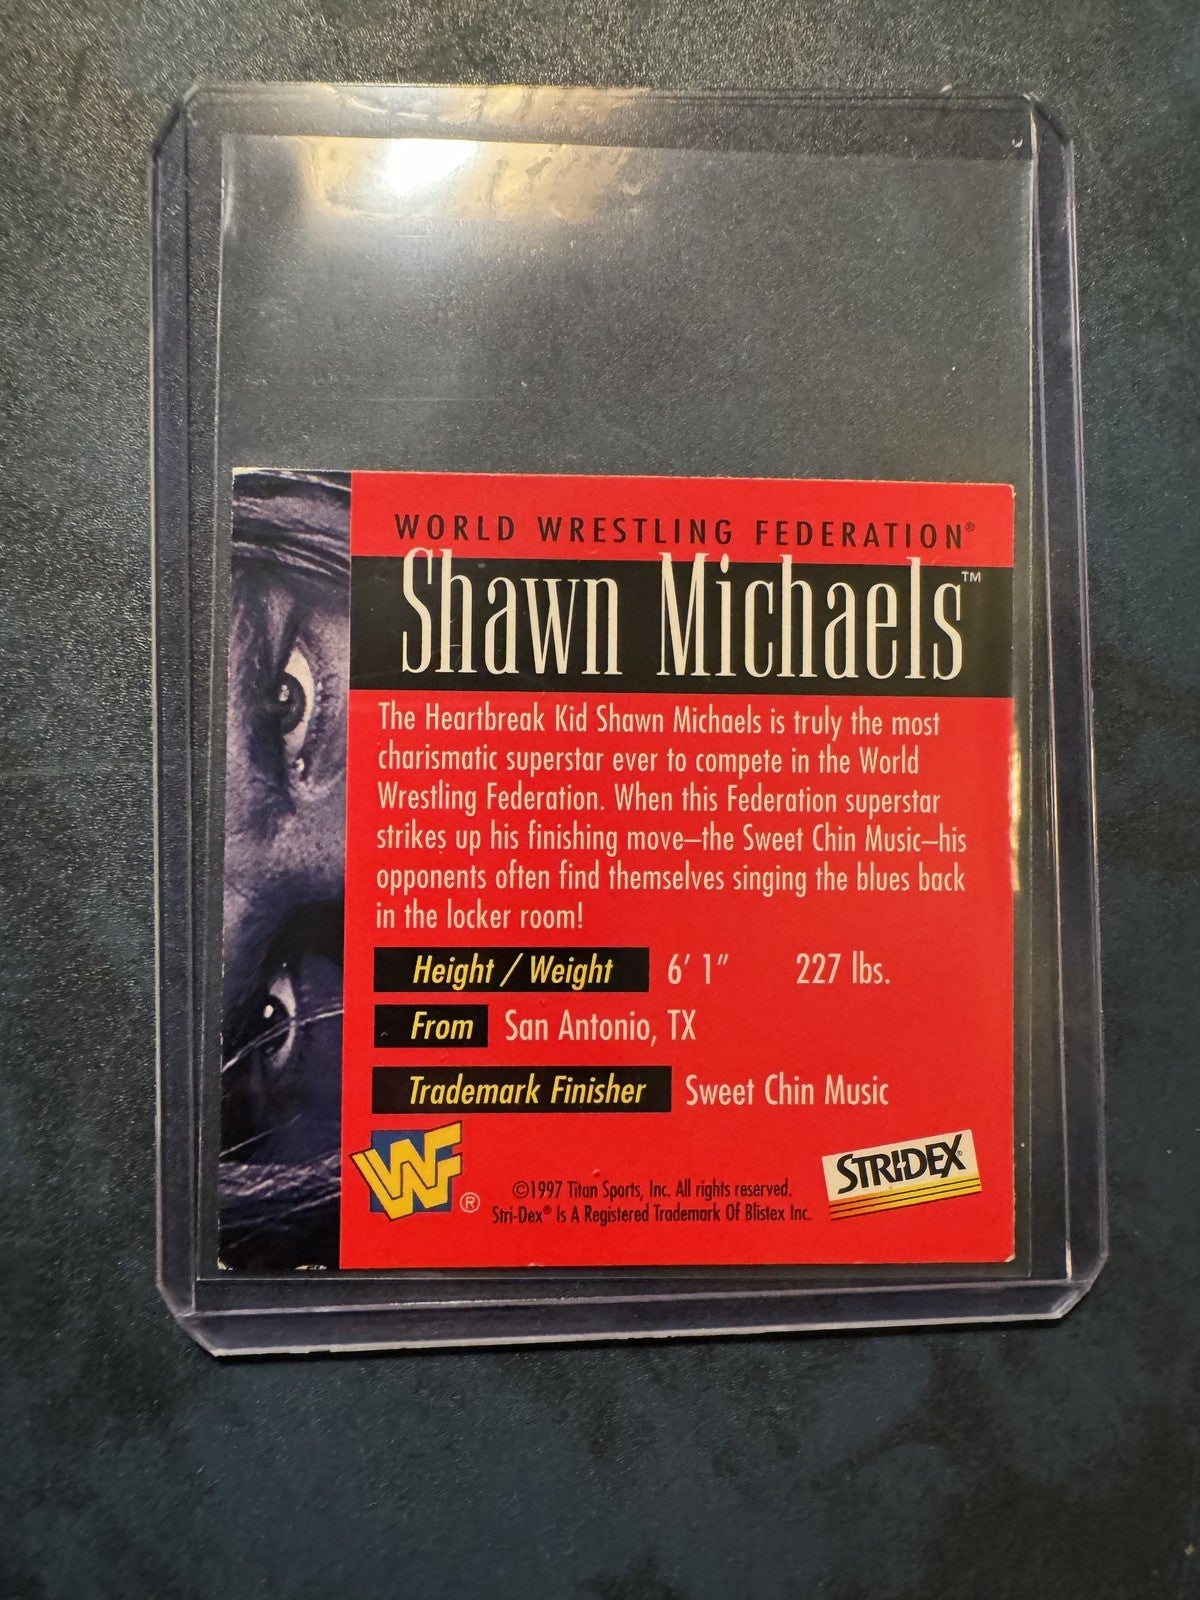 WORLD WRESTLING FEDERATION®
Shawn Michaels™
The Heartbreak Kid Shawn Michaels is truly the most
charismatic superstar ever to compete in the World
Wrestling Federation. When this Federation superstar
strikes up his finishing move–the Sweet Chin Music–his
opponents often find themselves singing the blues back
in the locker room!
Height / Weight 6' 1" 227 lbs.
From San Antonio, TX
Trademark Finisher Sweet Chin Music
WF®
©1997 Titan Sports, Inc. All rights reserved.
Stri-Dex® Is A Registered Trademark Of Blistex Inc.
STRI-DEX®